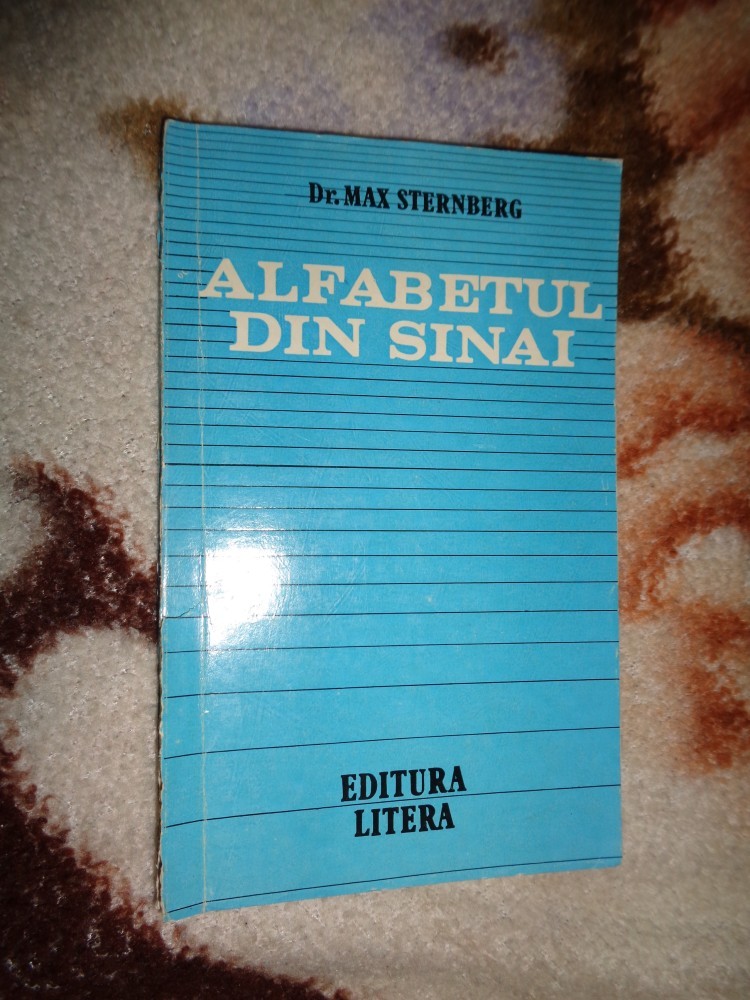 Dr. MAX STERNBERG
ALFABETUL
DIN SINAI
EDITURA
LITERA